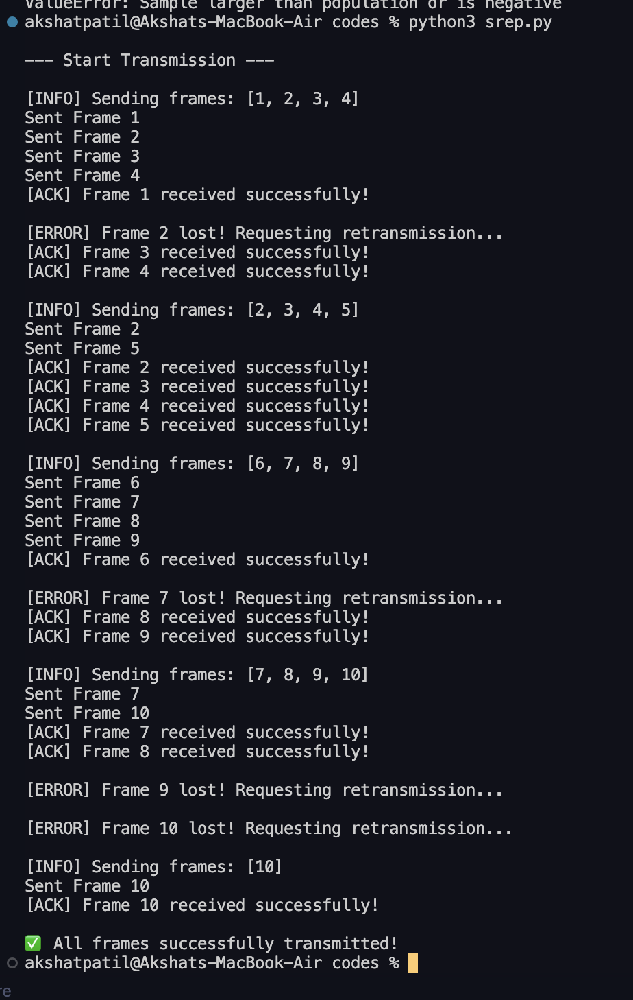 ValueError: Sample larger than population or is negative
akshatpatil@Akshats-MacBook-Air codes % python3 srep.py
--- Start Transmission ---
[INFO] Sending frames: [1, 2, 3, 4]
Sent Frame 1
Sent Frame 2
Sent Frame 3
Sent Frame 4
[ACK] Frame 1 received successfully!
[ERROR] Frame 2 lost! Requesting retransmission...
[ACK] Frame 3 received successfully!
[ACK] Frame 4 received successfully!
[INFO] Sending frames: [2, 3, 4, 5]
Sent Frame 2
Sent Frame 5
[ACK] Frame 2 received successfully!
[ACK] Frame 3 received successfully!
[ACK] Frame 4 received successfully!
[ACK] Frame 5 received successfully!
[INFO] Sending frames: [6, 7, 8, 9]
Sent Frame 6
Sent Frame 7
Sent Frame 8
Sent Frame 9
[ACK] Frame 6 received successfully!
[ERROR] Frame 7 lost! Requesting retransmission...
[ACK] Frame 8 received successfully!
[ACK] Frame 9 received successfully!
[INFO] Sending frames: [7, 8, 9, 10]
Sent Frame 7
Sent Frame 10
[ACK] Frame 7 received successfully!
[ACK] Frame 8 received successfully!
[ERROR] Frame 9 lost! Requesting retransmission...
[ERROR] Frame 10 lost! Requesting retransmission...
[INFO] Sending frames: [10]
Sent Frame 10
[ACK] Frame 10 received successfully!
✅ All frames successfully transmitted!
akshatpatil@Akshats-MacBook-Air codes %